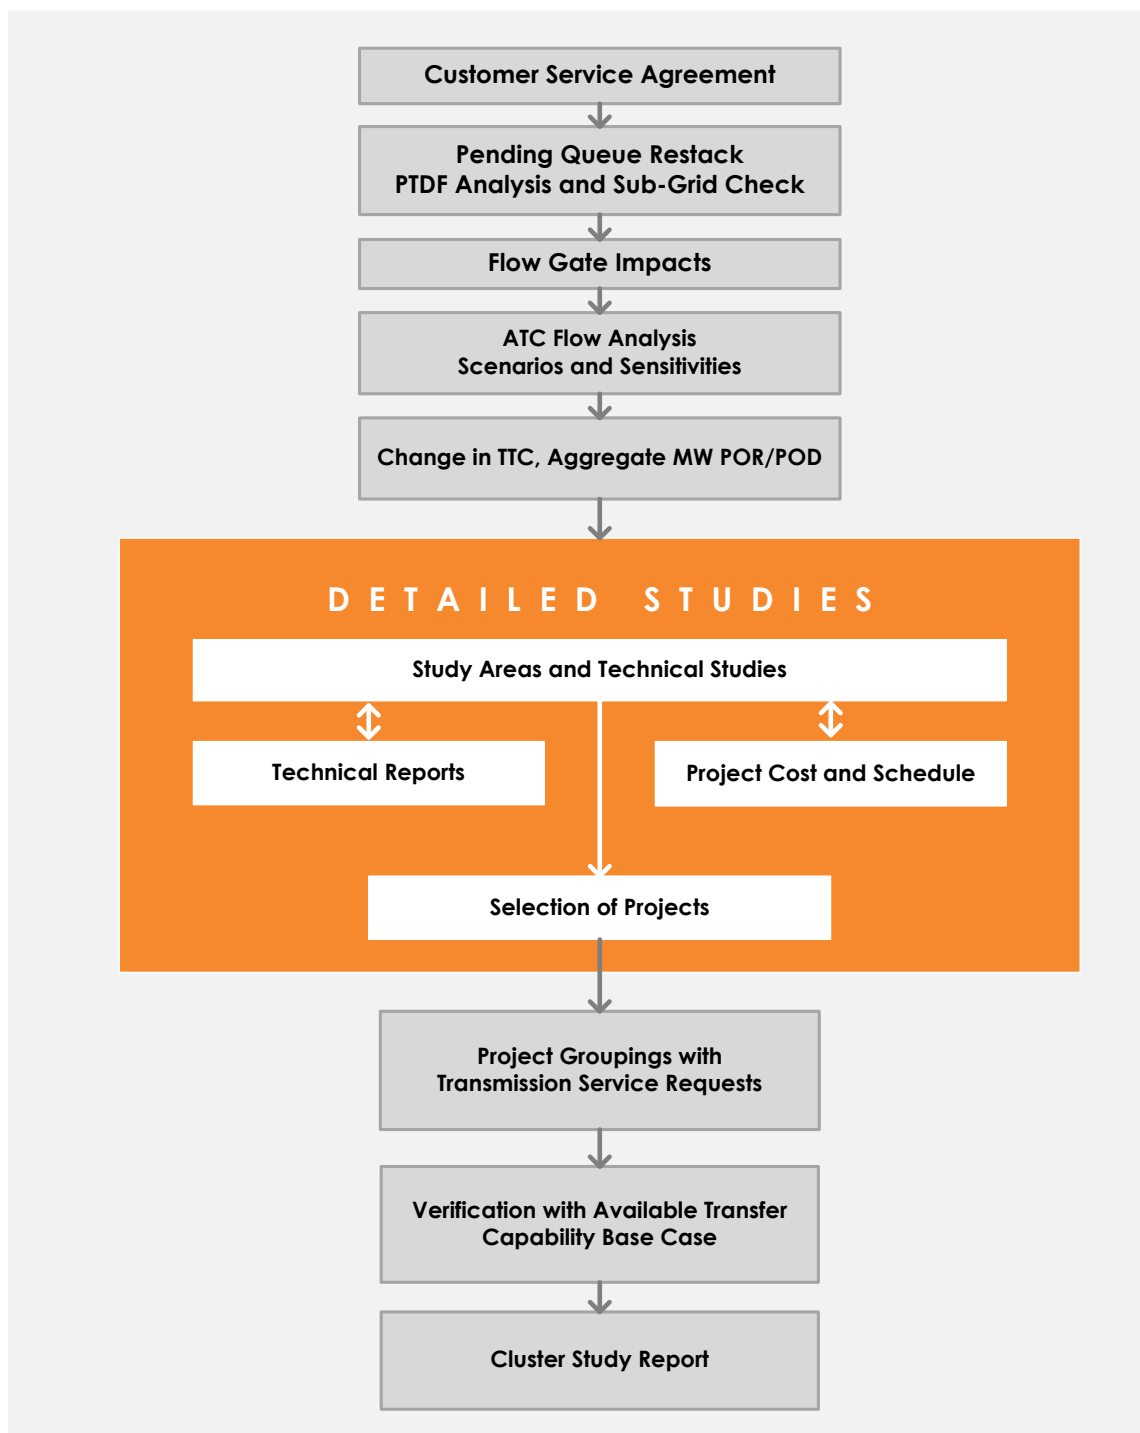 Customer Service Agreement
Pending Queue Restack
PTDF Analysis and Sub-Grid Check
Flow Gate Impacts
ATC Flow Analysis
Scenarios and Sensitivities
Change in TTC, Aggregate MW POR/POD
DETAILED STUDIES
Study Areas and Technical Studies
Technical Reports
Project Cost and Schedule
Selection of Projects
Project Groupings with
Transmission Service Requests
Verification with Available Transfer
Capability Base Case
Cluster Study Report